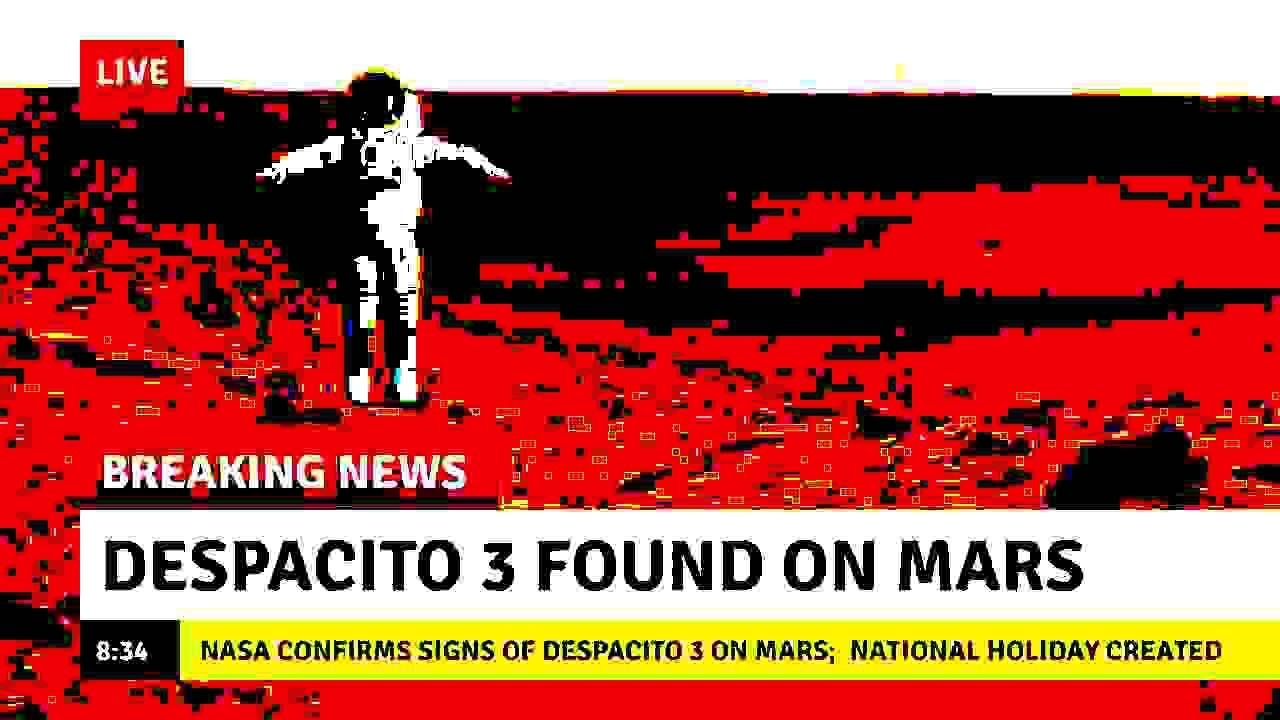 LIVE
BREAKING NEWS
DESPACITO 3 FOUND ON MARS
8:34 NASA CONFIRMS SIGNS OF DESPACITO 3 ON MARS; NATIONAL HOLIDAY CREATED